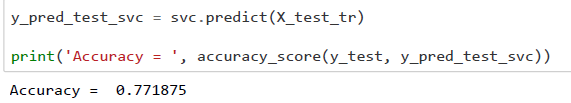 y_pred_test_svc = svc.predict(X_test_tr)
print('Accuracy = ', accuracy_score(y_test, y_pred_test_svc))
Accuracy =  0.771875